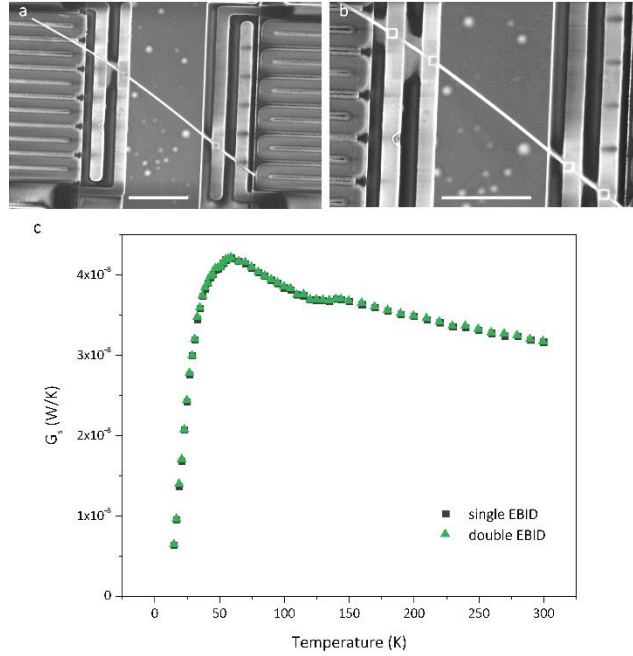 a
b
c
4x10⁻⁸
3x10⁻⁸
2x10⁻⁸
1x10⁻⁸
Gₛ (W/K)
single EBID
double EBID
0
50
100
150
200
250
300
Temperature (K)